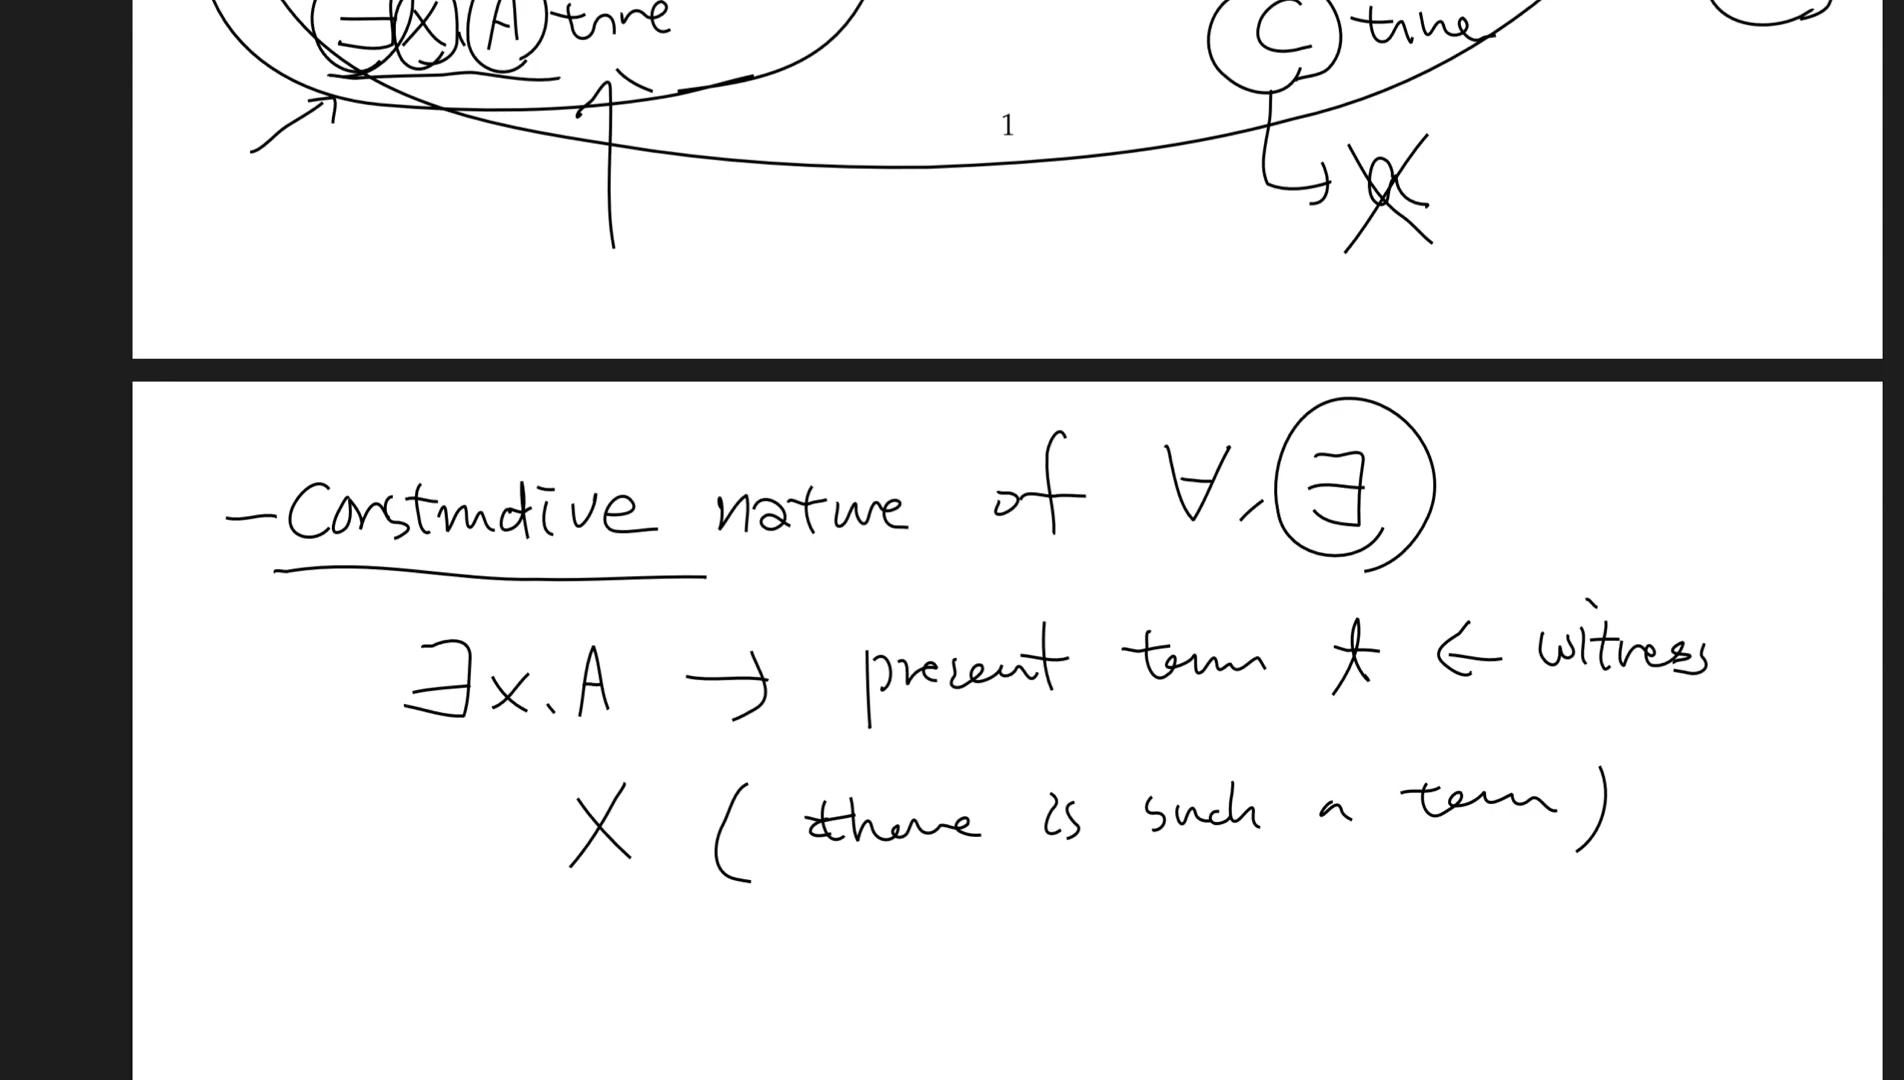 ∃x.A true C true
1
a
- Constructive nature of ∀, ∃
∃x.A → present term t ← witness
X (there is such a term)